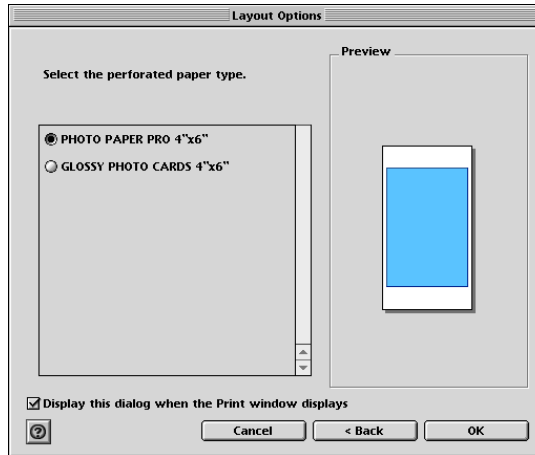 Layout Options
Preview
Select the perforated paper type.
PHOTO PAPER PRO 4"x6"
GLOSSY PHOTO CARDS 4"x6"
Display this dialog when the Print window displays
?
Cancel
< Back
OK